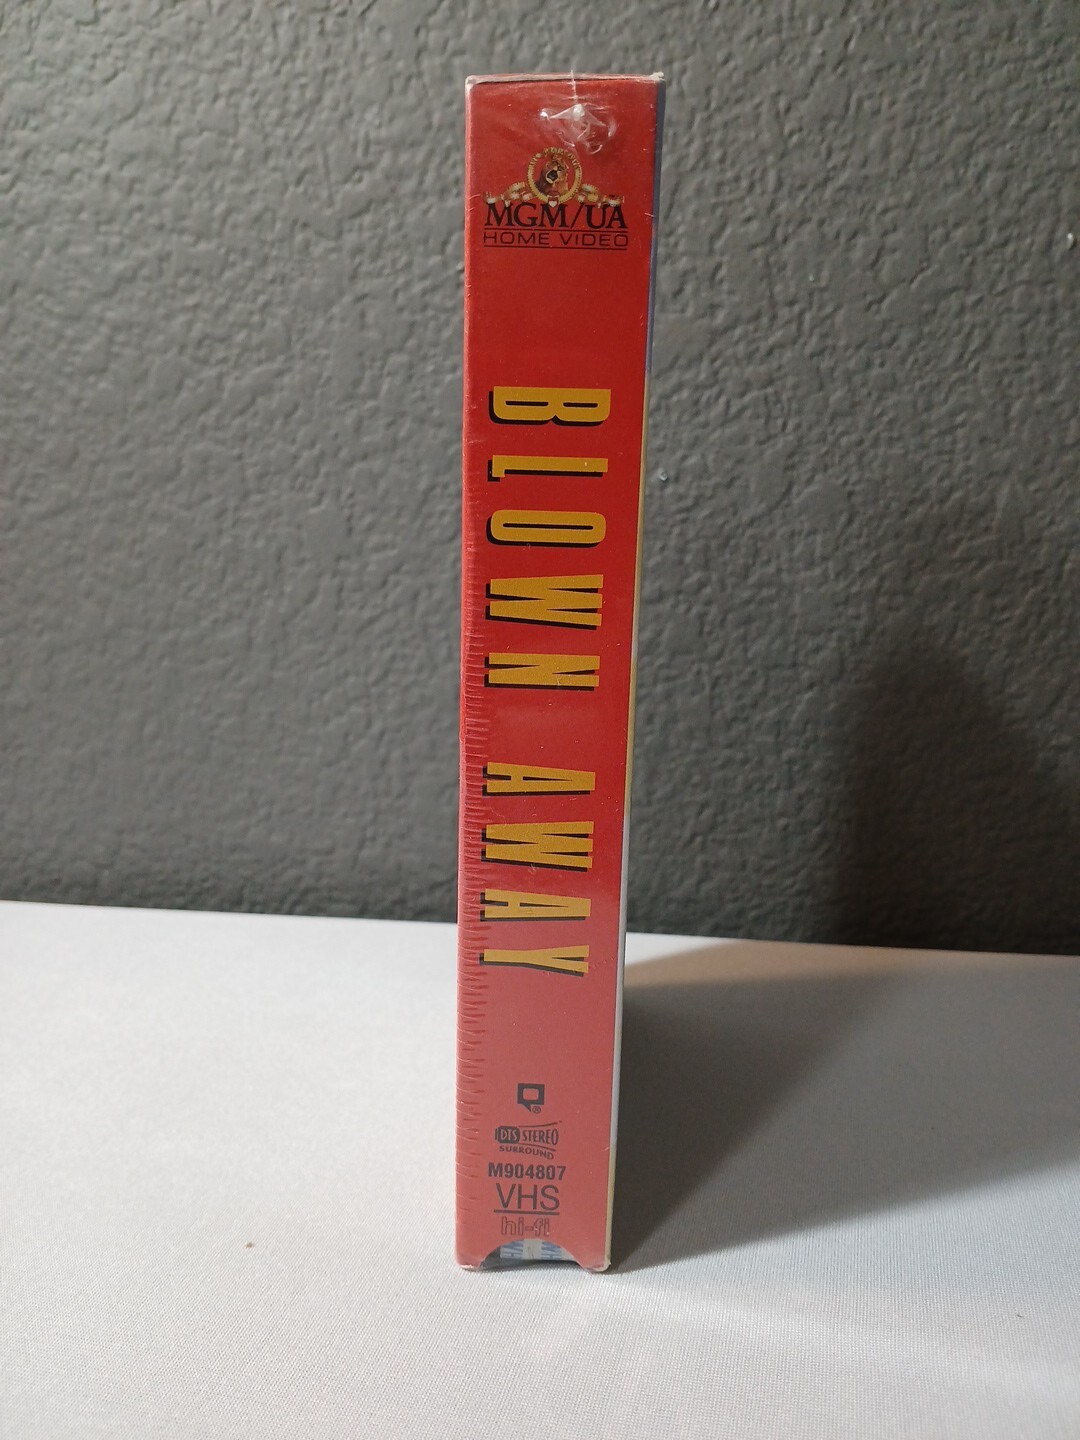 MGM/UA
HOME VIDEO
BLOWN AWAY
®
DTS STEREO
SURROUND
M904807
VHS
hi-fi